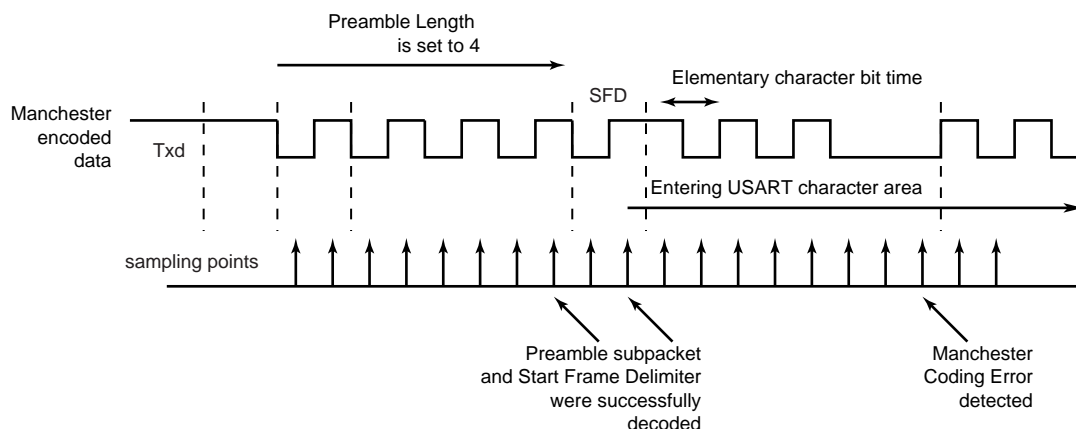 Preamble Length
is set to 4
Elementary character bit time
SFD
Manchester
encoded
data
Txd
Entering USART character area
sampling points
Preamble subpacket
and Start Frame Delimiter
were successfully
decoded
Manchester
Coding Error
detected